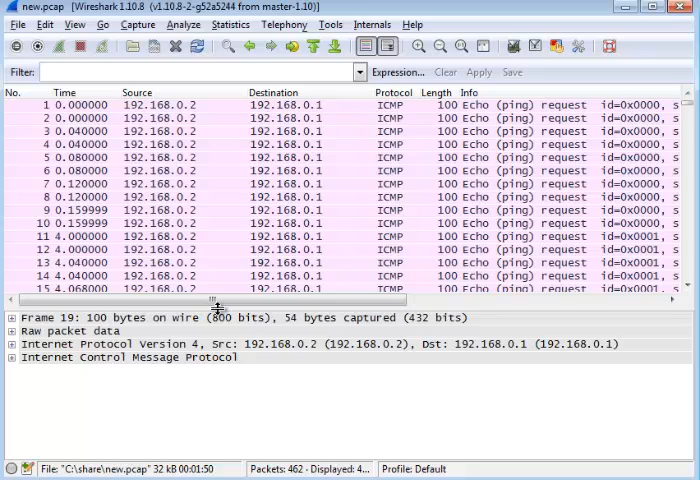 new.pcap [Wireshark 1.10.8 (v1.10.8-2-g52a5244 from master-1.10)]
File Edit View Go Capture Analyze Statistics Telephony Tools Internals Help
Filter: Expression... Clear Apply Save
No. Time Source Destination Protocol Length Info
1 0.000000 192.168.0.2 192.168.0.1 ICMP 100 Echo (ping) request id=0x0000, s
2 0.000000 192.168.0.2 192.168.0.1 ICMP 100 Echo (ping) request id=0x0000, s
3 0.040000 192.168.0.2 192.168.0.1 ICMP 100 Echo (ping) request id=0x0000, s
4 0.040000 192.168.0.2 192.168.0.1 ICMP 100 Echo (ping) request id=0x0000, s
5 0.080000 192.168.0.2 192.168.0.1 ICMP 100 Echo (ping) request id=0x0000, s
6 0.080000 192.168.0.2 192.168.0.1 ICMP 100 Echo (ping) request id=0x0000, s
7 0.120000 192.168.0.2 192.168.0.1 ICMP 100 Echo (ping) request id=0x0000, s
8 0.120000 192.168.0.2 192.168.0.1 ICMP 100 Echo (ping) request id=0x0000, s
9 0.159999 192.168.0.2 192.168.0.1 ICMP 100 Echo (ping) request id=0x0000, s
10 0.159999 192.168.0.2 192.168.0.1 ICMP 100 Echo (ping) request id=0x0000, s
11 4.000000 192.168.0.2 192.168.0.1 ICMP 100 Echo (ping) request id=0x0001, s
12 4.000000 192.168.0.2 192.168.0.1 ICMP 100 Echo (ping) request id=0x0001, s
13 4.040000 192.168.0.2 192.168.0.1 ICMP 100 Echo (ping) request id=0x0001, s
14 4.040000 192.168.0.2 192.168.0.1 ICMP 100 Echo (ping) request id=0x0001, s
15 4.068000 192.168.0.2 192.168.0.1 ICMP 100 Echo (ping) request id=0x0001, s
Frame 19: 100 bytes on wire (800 bits), 54 bytes captured (432 bits)
Raw packet data
Internet Protocol Version 4, Src: 192.168.0.2 (192.168.0.2), Dst: 192.168.0.1 (192.168.0.1)
Internet Control Message Protocol
File: "C:\share\new.pcap" 32 kB 00:01:50 Packets: 462 - Displayed: 4... Profile: Default